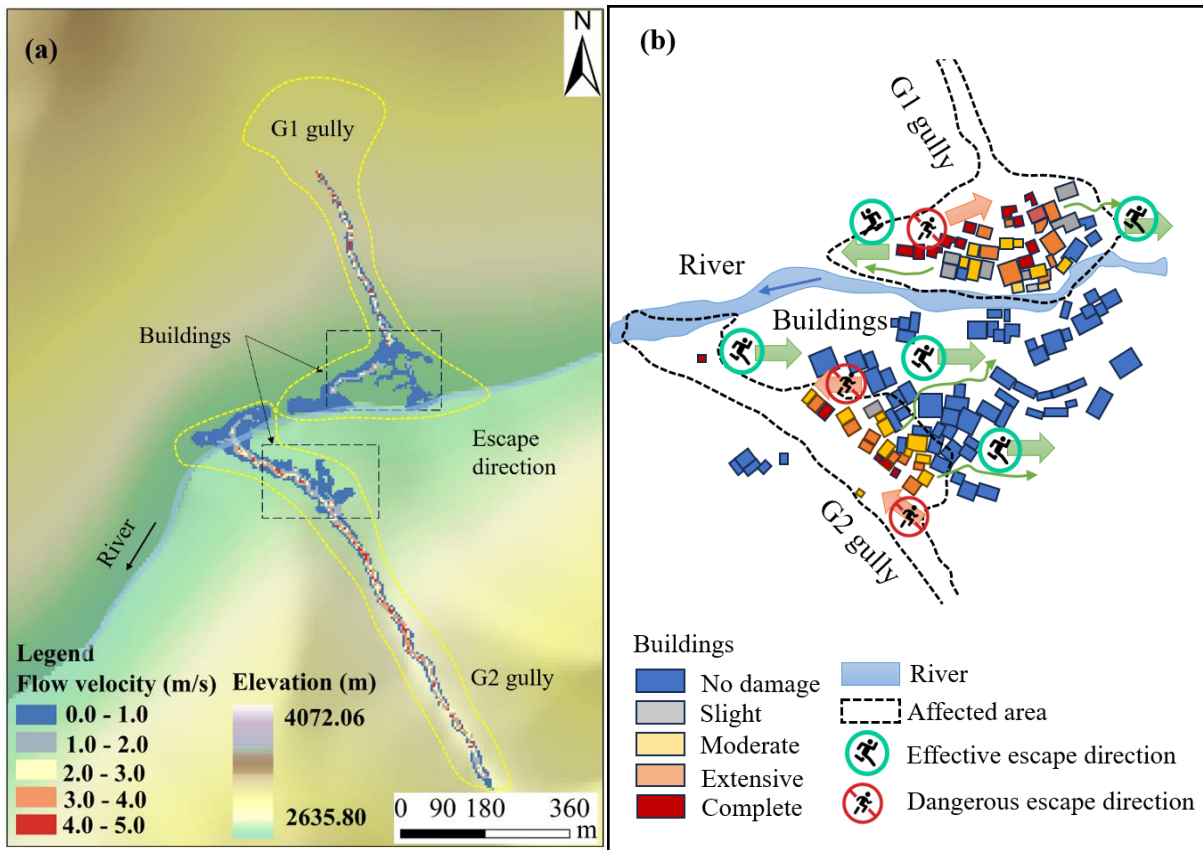 (a)
N
G1 gully
Buildings
Escape
direction
River
G2 gully
Legend
Flow velocity (m/s)
0.0 - 1.0
1.0 - 2.0
2.0 - 3.0
3.0 - 4.0
4.0 - 5.0
Elevation (m)
4072.06
2635.80
0 90 180 360
m
(b)
G1 gully
River
Buildings
G2 gully
Buildings
No damage
Slight
Moderate
Extensive
Complete
River
Affected area
Effective escape direction
Dangerous escape direction